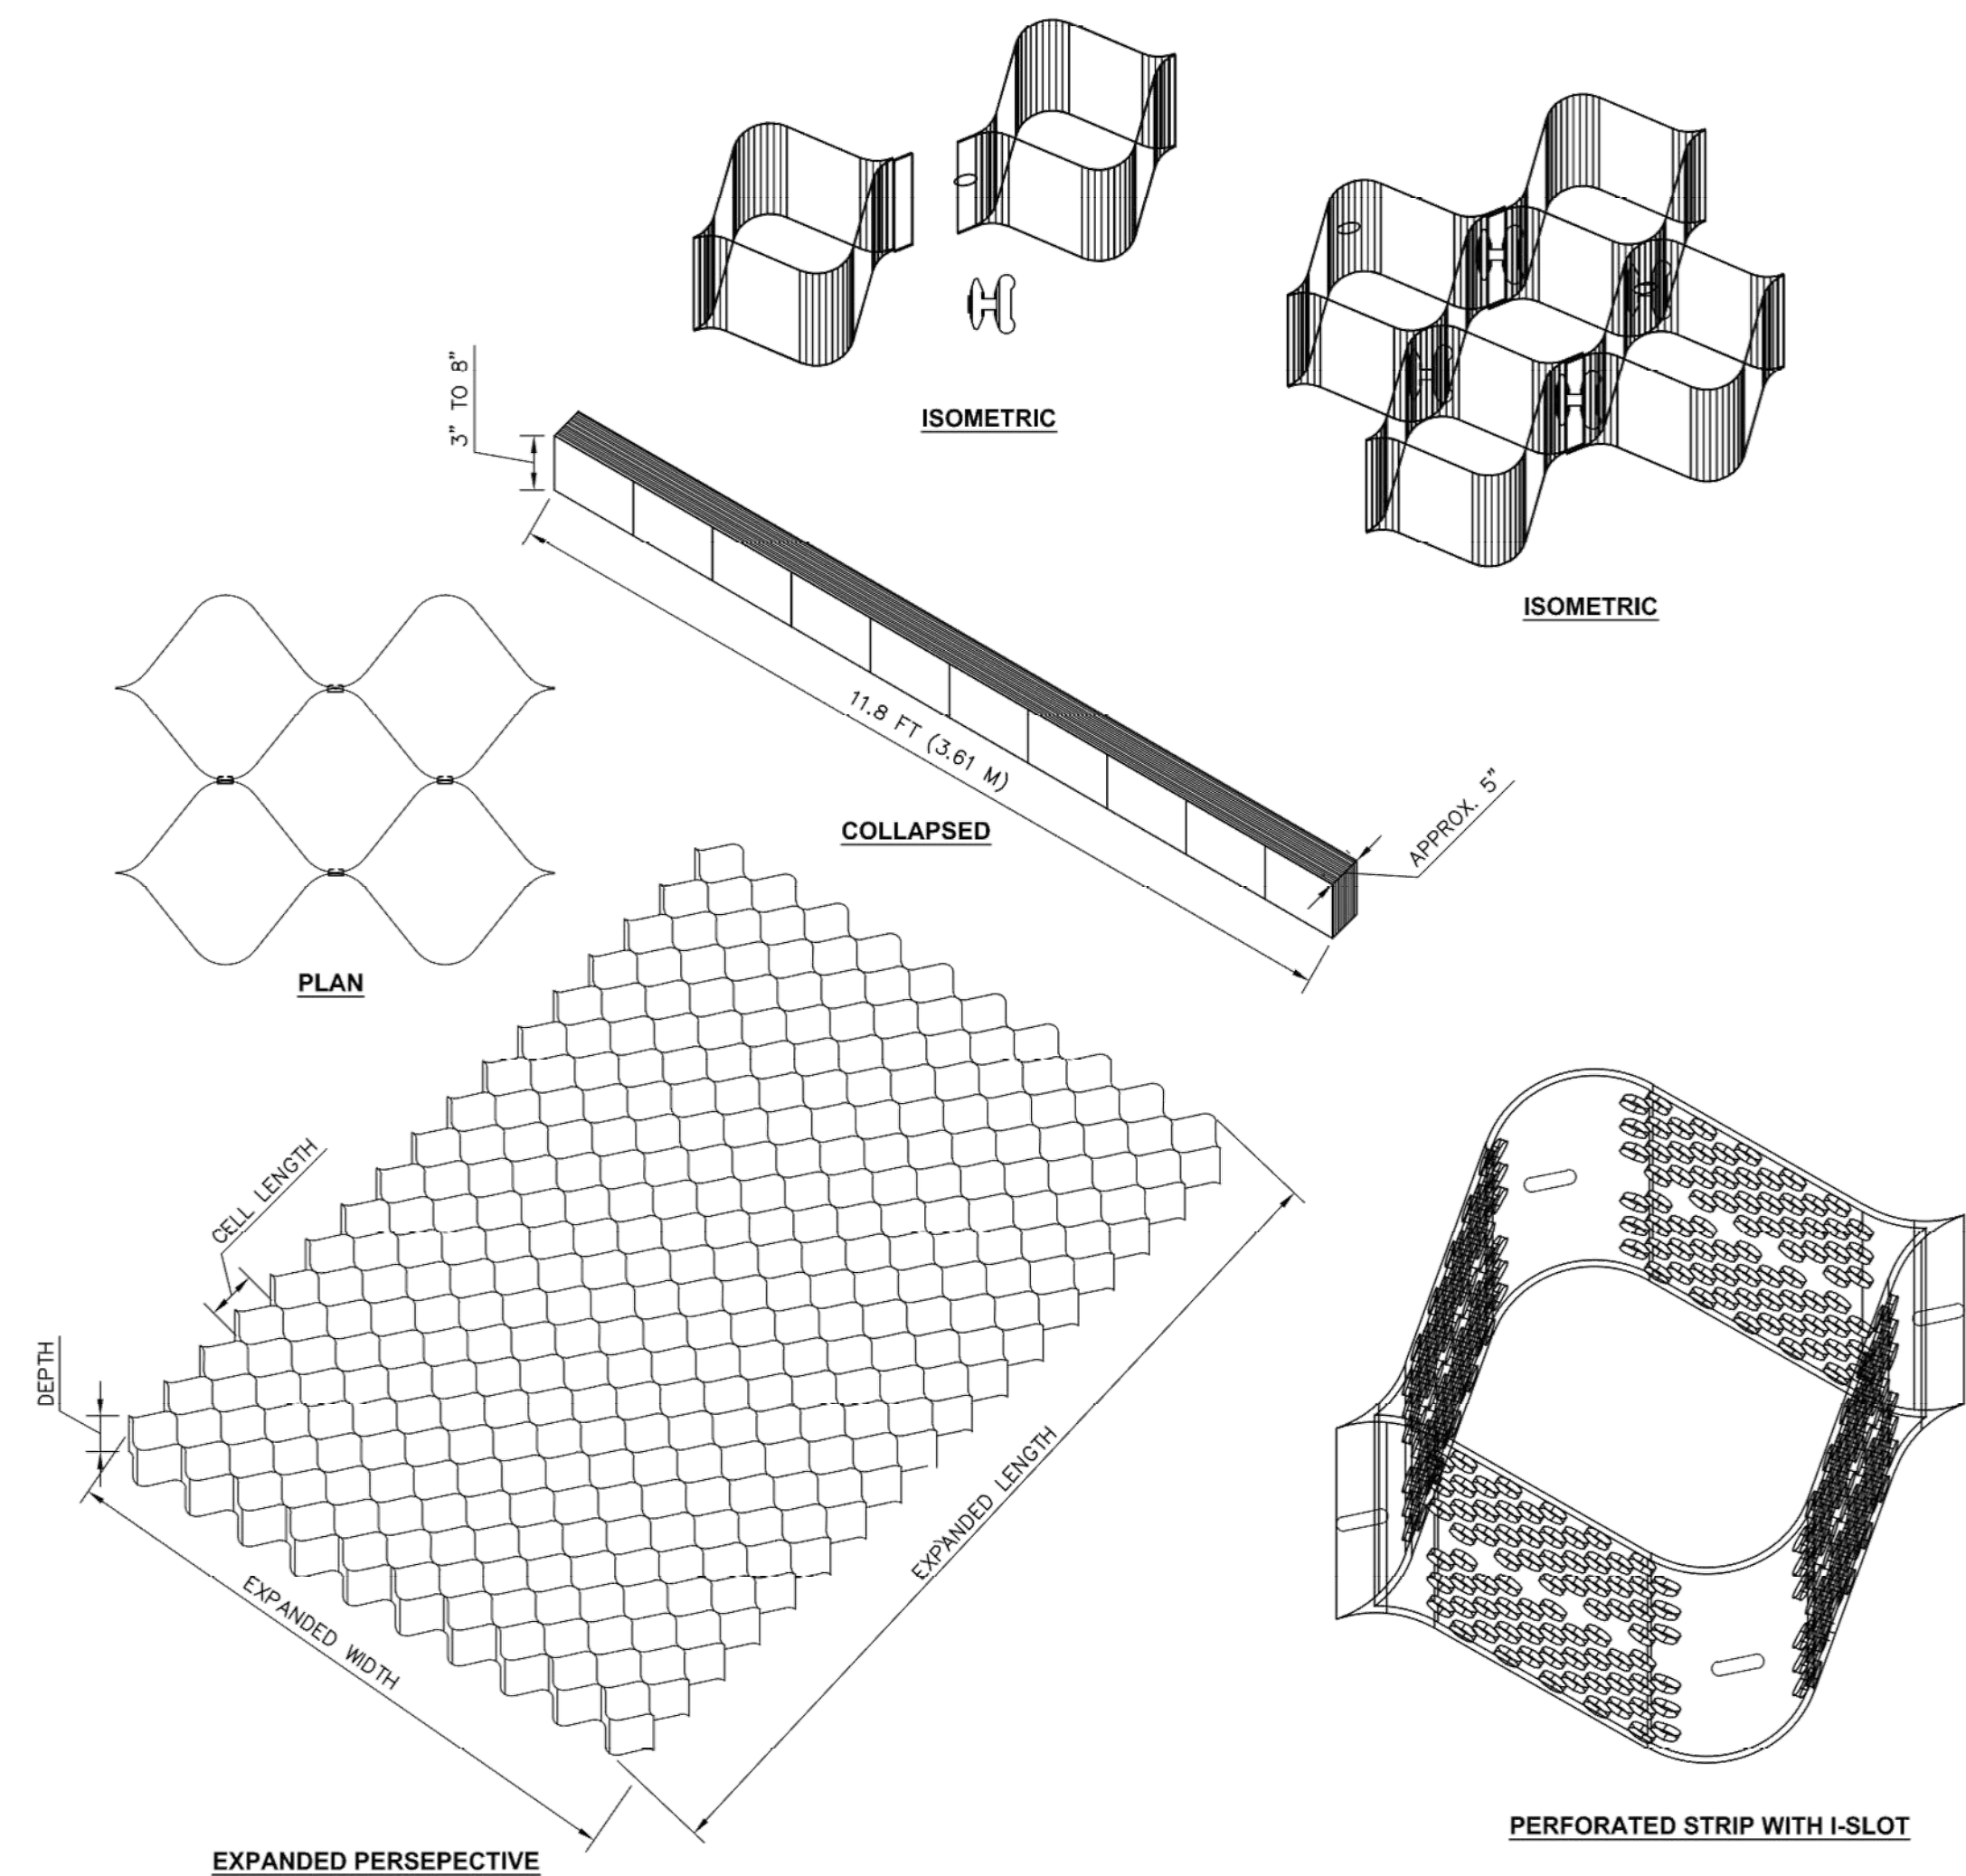 3” TO 8”
ISOMETRIC
ISOMETRIC
11.8 FT (3.61 M)
APPROX. 5”
COLLAPSED
PLAN
CELL LENGTH
DEPTH
EXPANDED WIDTH
EXPANDED LENGTH
EXPANDED PERSEPECTIVE
PERFORATED STRIP WITH I-SLOT